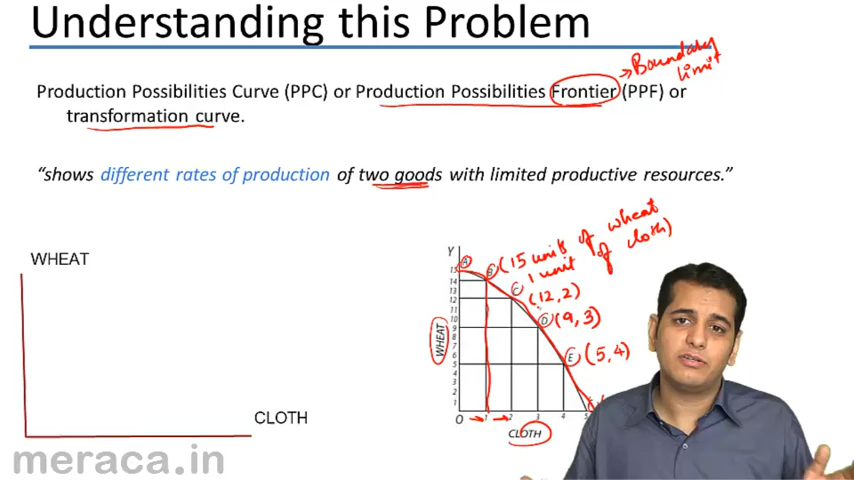 Understanding this Problem
Boundary
limit
Production Possibilities Curve (PPC) or Production Possibilities Frontier (PPF) or
transformation curve.
“shows different rates of production of two goods with limited productive resources.”
WHEAT
CLOTH
Y
15
14
13
12
11
10
9
8
7
6
5
4
3
2
1
WHEAT
A
B
(15 units of wheat
1 unit of cloth)
C
(12,2)
D (9,3)
E (5,4)
O 1 2 3 4 5
CLOTH
meraca.in